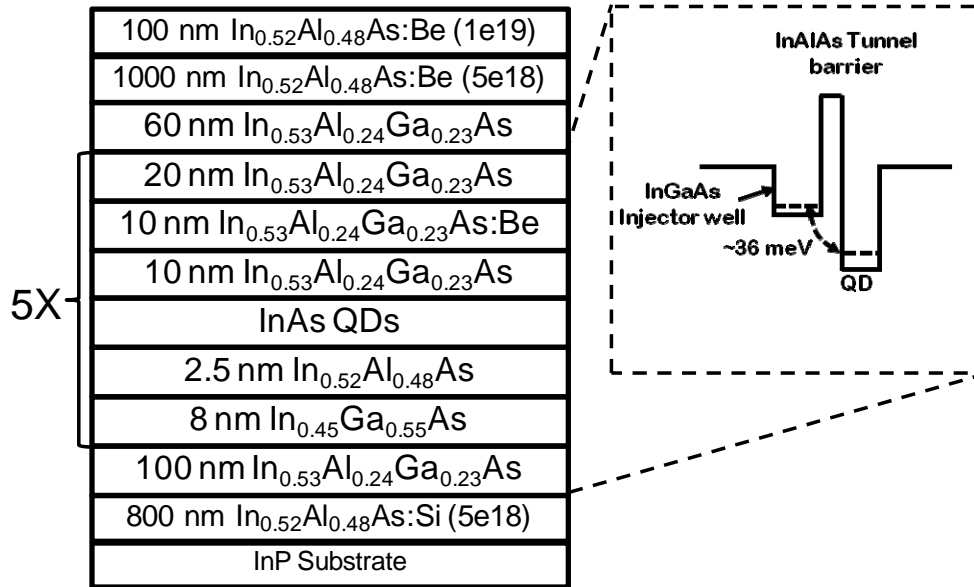 100 nm In0.52Al0.48As:Be (1e19)
1000 nm In0.52Al0.48As:Be (5e18)
60 nm In0.53Al0.24Ga0.23As
20 nm In0.53Al0.24Ga0.23As
10 nm In0.53Al0.24Ga0.23As:Be
10 nm In0.53Al0.24Ga0.23As
5X
InAs QDs
2.5 nm In0.52Al0.48As
8 nm In0.45Ga0.55As
100 nm In0.53Al0.24Ga0.23As
800 nm In0.52Al0.48As:Si (5e18)
InP Substrate
InAlAs Tunnel
barrier
InGaAs
Injector well
~36 meV
QD